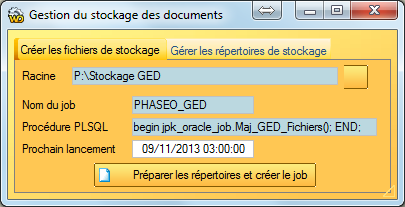 Gestion du stockage des documents
Créer les fichiers de stockage Gérer les répertoires de stockage
Racine P:\Stockage GED
Nom du job PHASEO_GED
Procédure PLSQL begin jpk_oracle_job.Maj_GED_Fichiers(); END;
Prochain lancement 09/11/2013 03:00:00
Préparer les répertoires et créer le job